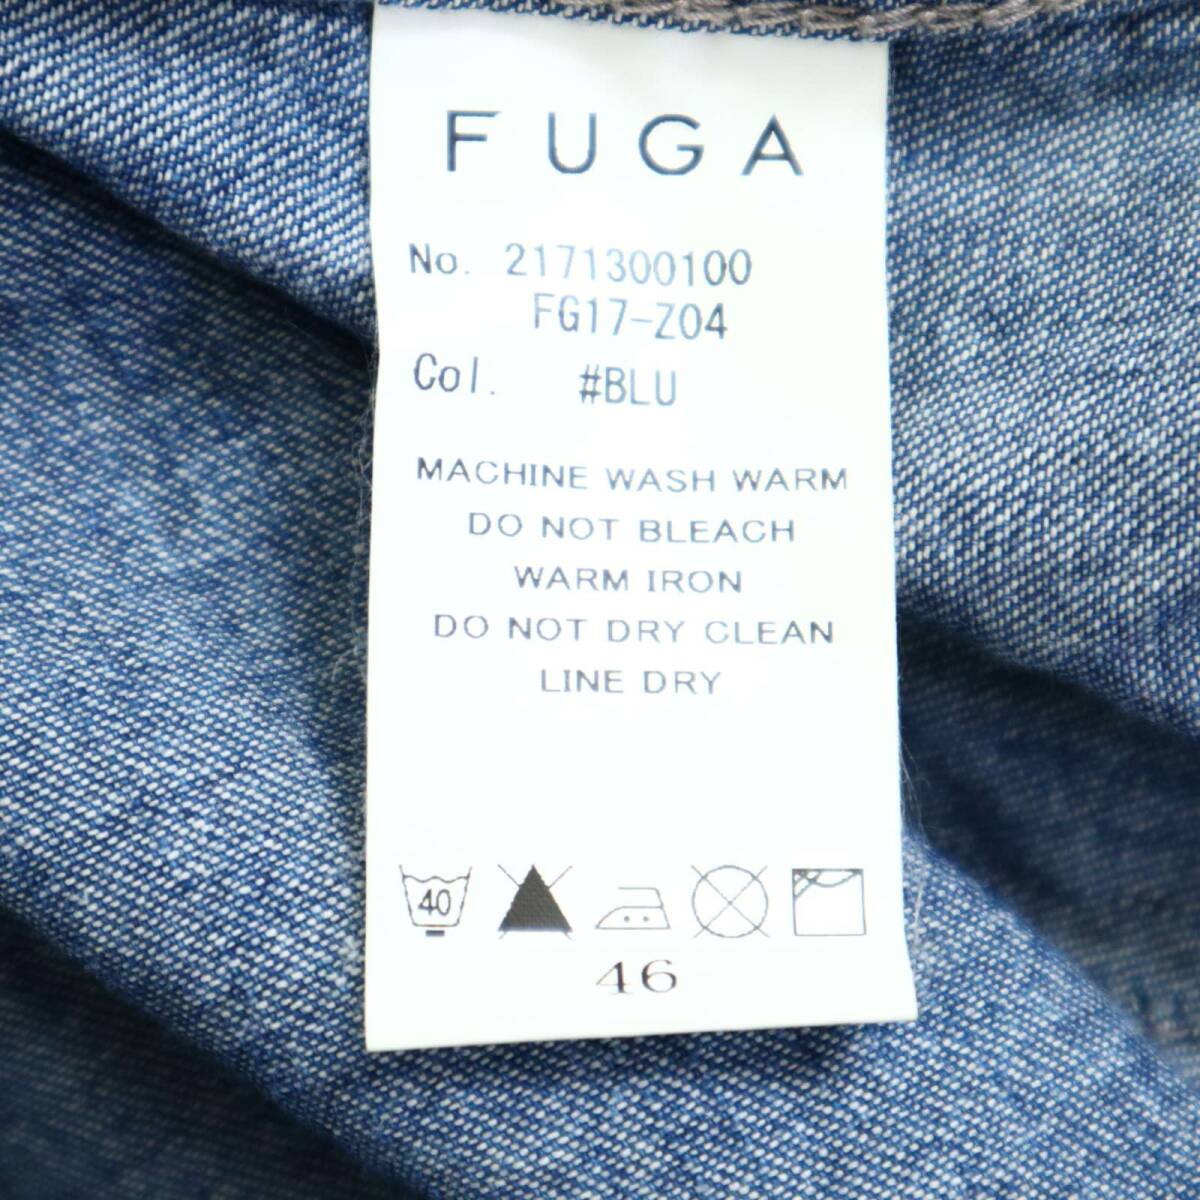 FUGA
No. 2171300100
FG17-Z04
Col. #BLU
MACHINE WASH WARM
DO NOT BLEACH
WARM IRON
DO NOT DRY CLEAN
LINE DRY
40
46